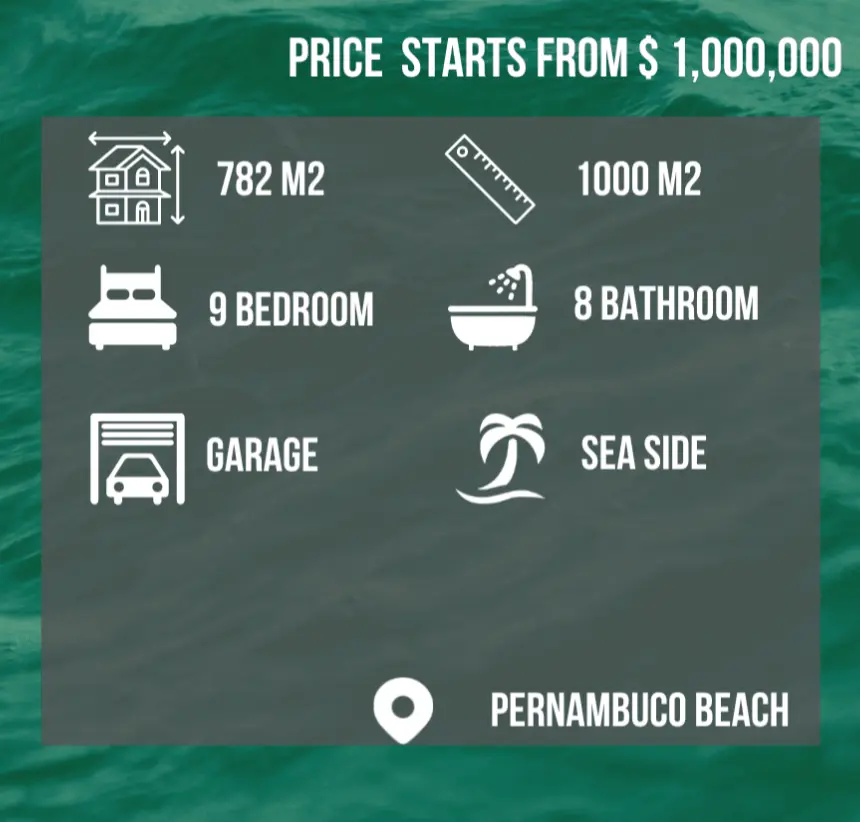 PRICE STARTS FROM $ 1,000,000
782 M2
1000 M2
9 BEDROOM
8 BATHROOM
GARAGE
SEA SIDE
PERNAMBUCO BEACH